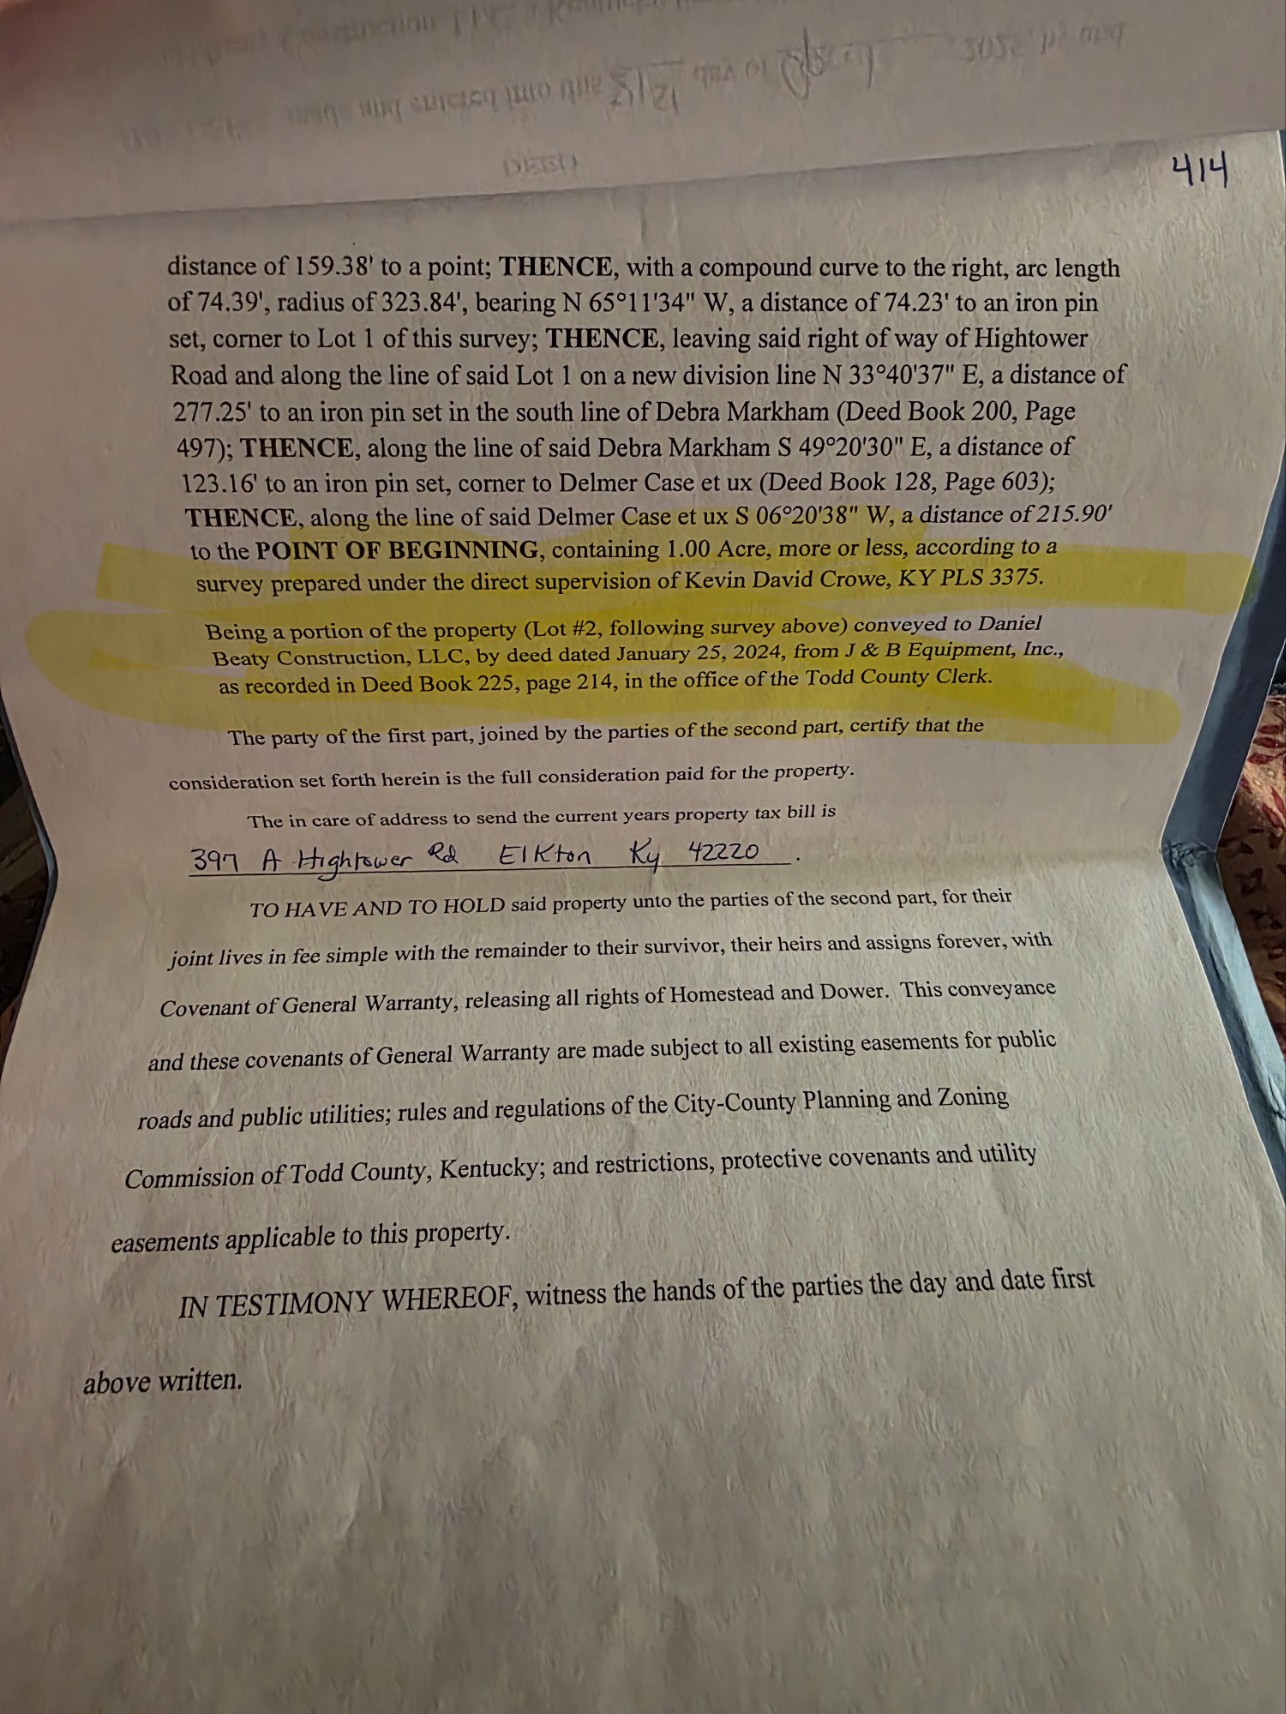 made and entered into this 21st day of April 2025, by and
DEED
414
distance of 159.38' to a point; THENCE, with a compound curve to the right, arc length
of 74.39', radius of 323.84', bearing N 65°11'34" W, a distance of 74.23' to an iron pin
set, corner to Lot 1 of this survey; THENCE, leaving said right of way of Hightower
Road and along the line of said Lot 1 on a new division line N 33°40'37" E, a distance of
277.25' to an iron pin set in the south line of Debra Markham (Deed Book 200, Page
497); THENCE, along the line of said Debra Markham S 49°20'30" E, a distance of
123.16' to an iron pin set, corner to Delmer Case et ux (Deed Book 128, Page 603);
THENCE, along the line of said Delmer Case et ux S 06°20'38" W, a distance of 215.90'
to the POINT OF BEGINNING, containing 1.00 Acre, more or less, according to a
survey prepared under the direct supervision of Kevin David Crowe, KY PLS 3375.
Being a portion of the property (Lot #2, following survey above) conveyed to Daniel
Beaty Construction, LLC, by deed dated January 25, 2024, from J & B Equipment, Inc.,
as recorded in Deed Book 225, page 214, in the office of the Todd County Clerk.
The party of the first part, joined by the parties of the second part, certify that the
consideration set forth herein is the full consideration paid for the property.
The in care of address to send the current years property tax bill is
397 A Hightower Rd Elkton Ky 42220.
TO HAVE AND TO HOLD said property unto the parties of the second part, for their
joint lives in fee simple with the remainder to their survivor, their heirs and assigns forever, with
Covenant of General Warranty, releasing all rights of Homestead and Dower. This conveyance
and these covenants of General Warranty are made subject to all existing easements for public
roads and public utilities; rules and regulations of the City-County Planning and Zoning
Commission of Todd County, Kentucky; and restrictions, protective covenants and utility
easements applicable to this property.
IN TESTIMONY WHEREOF, witness the hands of the parties the day and date first
above written.